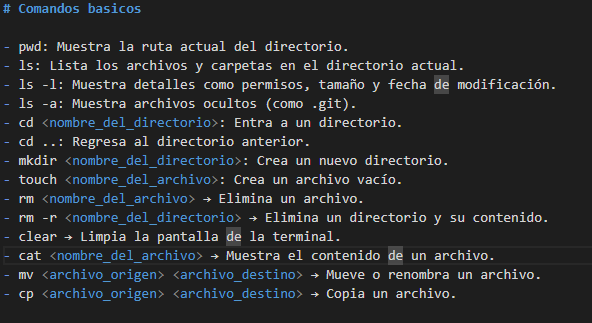 # Comandos basicos
- pwd: Muestra la ruta actual del directorio.
- ls: Lista los archivos y carpetas en el directorio actual.
- ls -l: Muestra detalles como permisos, tamaño y fecha de modificación.
- ls -a: Muestra archivos ocultos (como .git).
- cd <nombre_del_directorio>: Entra a un directorio.
- cd ..: Regresa al directorio anterior.
- mkdir <nombre_del_directorio>: Crea un nuevo directorio.
- touch <nombre_del_archivo>: Crea un archivo vacío.
- rm <nombre_del_archivo> → Elimina un archivo.
- rm -r <nombre_del_directorio> → Elimina un directorio y su contenido.
- clear → Limpia la pantalla de la terminal.
- cat <nombre_del_archivo> → Muestra el contenido de un archivo.
- mv <archivo_origen> <archivo_destino> → Mueve o renombra un archivo.
- cp <archivo_origen> <archivo_destino> → Copia un archivo.